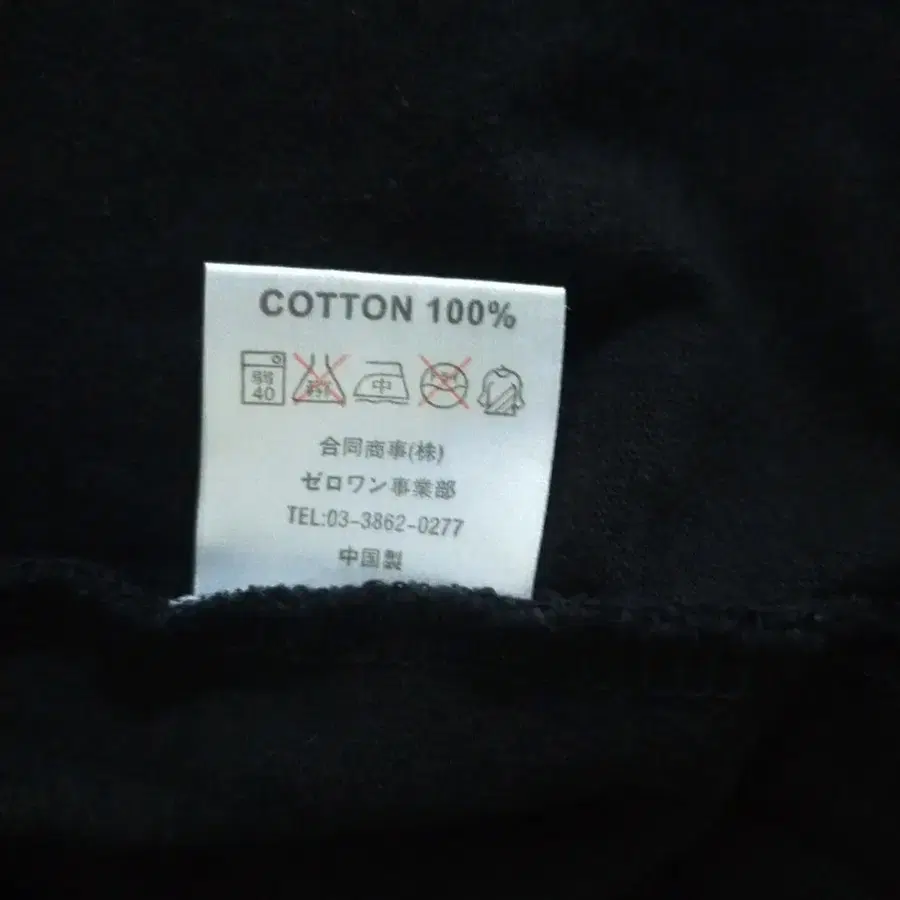 COTTON 100%
弱 40 中
合同商事(株)
ゼロワン事業部
TEL:03-3862-0277
中国製